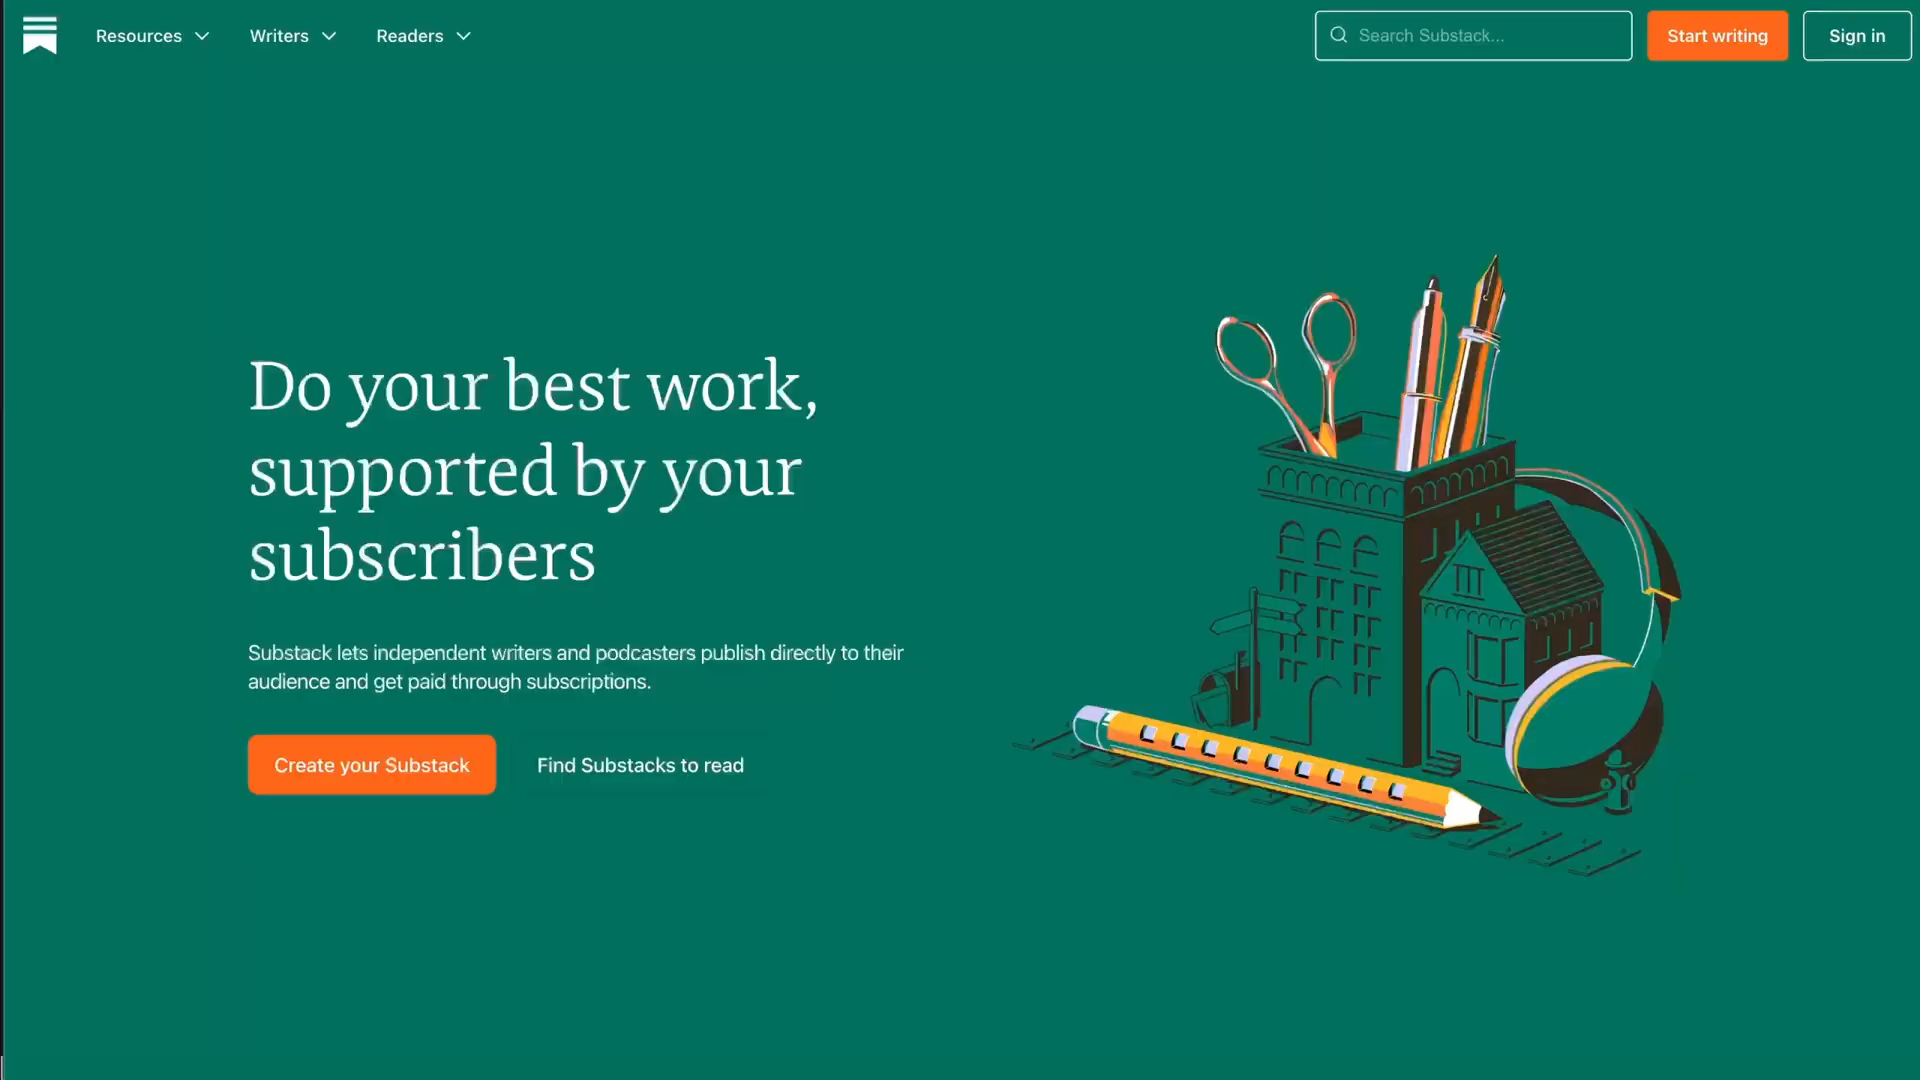 Resources
Writers
Readers
Search Substack...
Start writing
Sign in
Do your best work,
supported by your
subscribers
Substack lets independent writers and podcasters publish directly to their
audience and get paid through subscriptions.
Create your Substack
Find Substacks to read